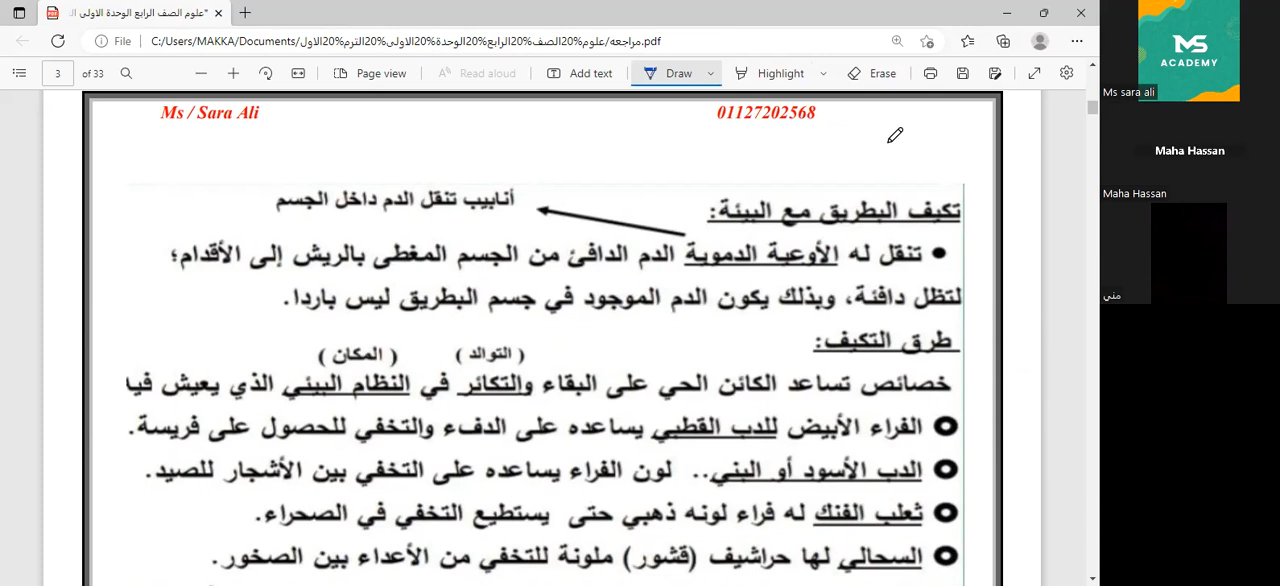 "علوم الصف الرابع الوحدة الاولى ال
File
C:/Users/MAKKA/Documents/مراجعه/علوم%20الصف%20الرابع%20الوحدة%20الاولى%20الترم%20الاول.pdf
3 of 33
Page view
Read aloud
Add text
Draw
Highlight
Erase
Ms / Sara Ali 01127202568
أنابيب تنقل الدم داخل الجسم
تكيف البطريق مع البيئة:
تنقل له الأوعية الدموية الدم الدافئ من الجسم المغطى بالريش إلى الأقدام؛
لتظل دافئة، وبذلك يكون الدم الموجود في جسم البطريق ليس باردا.
طرق التكيف:
( التوالد ) ( المكان )
خصائص تساعد الكائن الحي على البقاء والتكاثر في النظام البيئي الذي يعيش فيه
الفراء الأبيض للدب القطبي يساعده على الدفء والتخفي للحصول على فريسة.
الدب الأسود أو البني.. لون الفراء يساعده على التخفي بين الأشجار للصيد.
ثعلب الفنك له فراء لونه ذهبي حتى يستطيع التخفي في الصحراء.
السحالي لها حراشيف (قشور) ملونة للتخفي من الأعداء بين الصخور.
MS
ACADEMY
Ms sara ali
Maha Hassan
Maha Hassan
مني